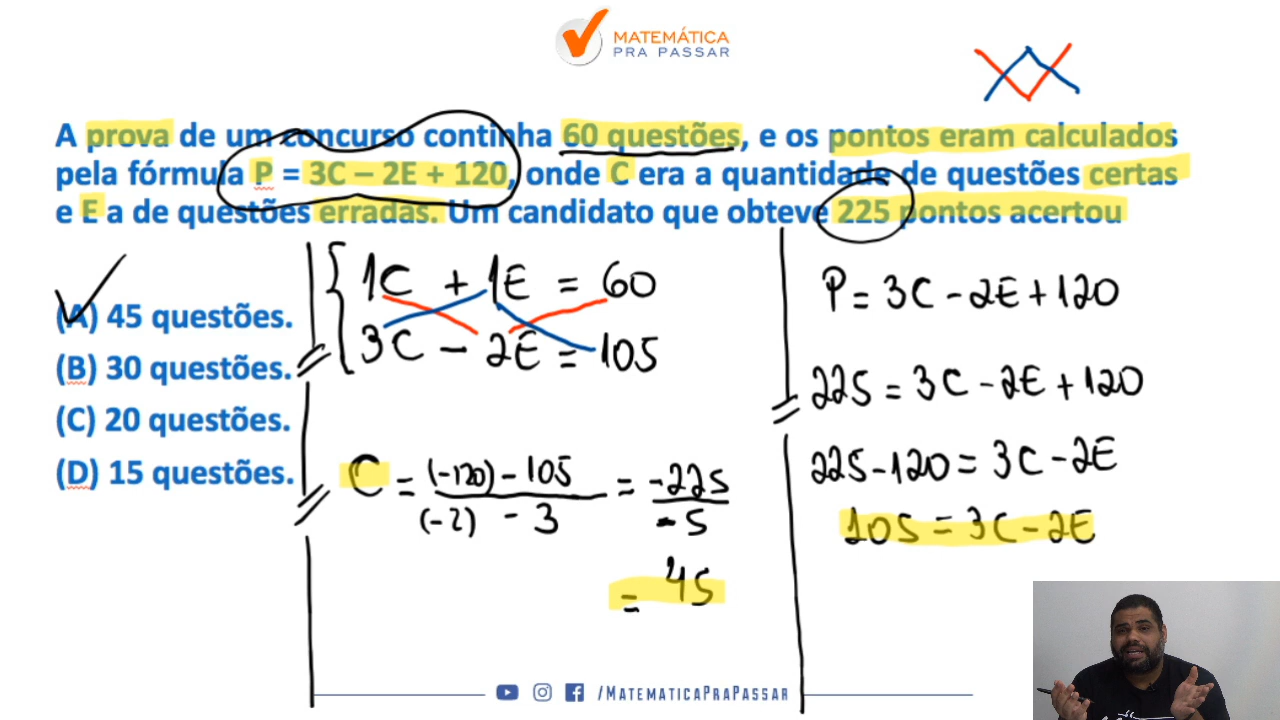 MATEMÁTICA
PRA PASSAR
A prova de um concurso continha 60 questões, e os pontos eram calculados
pela fórmula P = 3C – 2E + 120, onde C era a quantidade de questões certas
e E a de questões erradas. Um candidato que obteve 225 pontos acertou
(A) 45 questões.
(B) 30 questões.
(C) 20 questões.
(D) 15 questões.
1C + 1E = 60
3C - 2E = 105
C = (-120) - 105 / (-2) - 3 = -225 / -5
= 45
P = 3C - 2E + 120
225 = 3C - 2E + 120
225 - 120 = 3C - 2E
105 = 3C - 2E
/MATEMATICAPRAPASSAR